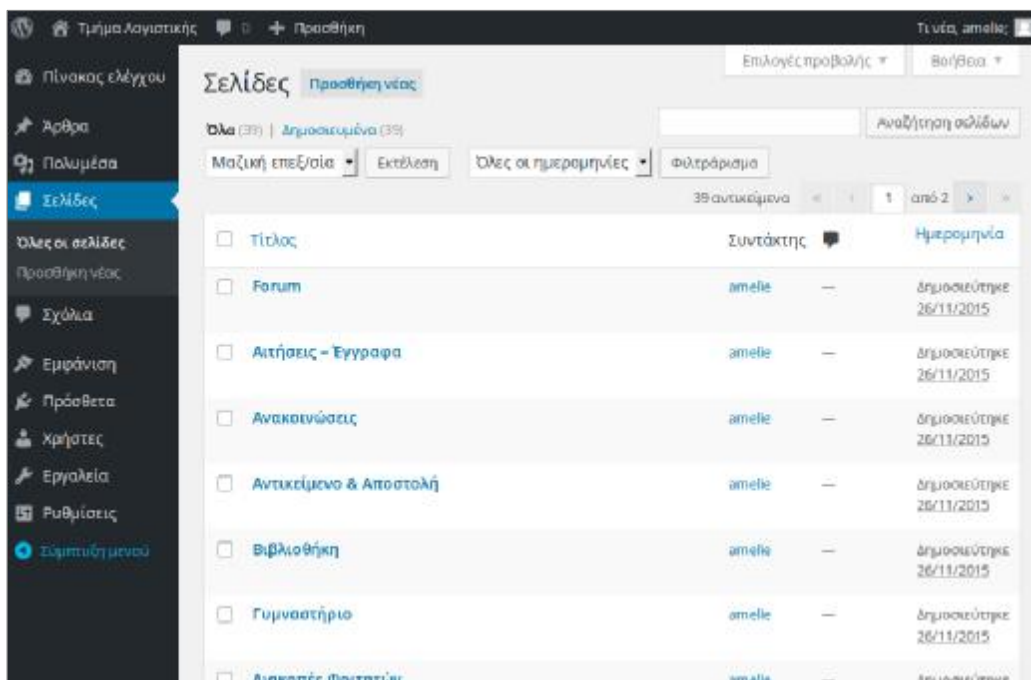 Τμήμα Λογιστικής 0 Προσθήκη Τι νέα, amelie;
Πίνακας ελέγχου
Άρθρα
Πολυμέσα
Σελίδες
Όλες οι σελίδες
Προσθήκη νέας
Σχόλια
Εμφάνιση
Πρόσθετα
Χρήστες
Εργαλεία
Ρυθμίσεις
Σύμπτυξη μενού
Επιλογές προβολής Βοήθεια
Σελίδες Προσθήκη νέας
Όλα (39) | Δημοσιευμένα (39) Αναζήτηση σελίδων
Μαζική επεξ/σία Εκτέλεση Όλες οι ημερομηνίες Φιλτράρισμα
39 αντικείμενα « ‹ 1 από 2 › »
Τίτλος Συντάκτης Ημερομηνία
Forum amelie — Δημοσιεύτηκε
26/11/2015
Αιτήσεις – Έγγραφα amelie — Δημοσιεύτηκε
26/11/2015
Ανακοινώσεις amelie — Δημοσιεύτηκε
26/11/2015
Αντικείμενο & Αποστολή amelie — Δημοσιεύτηκε
26/11/2015
Βιβλιοθήκη amelie — Δημοσιεύτηκε
26/11/2015
Γυμναστήριο amelie — Δημοσιεύτηκε
26/11/2015